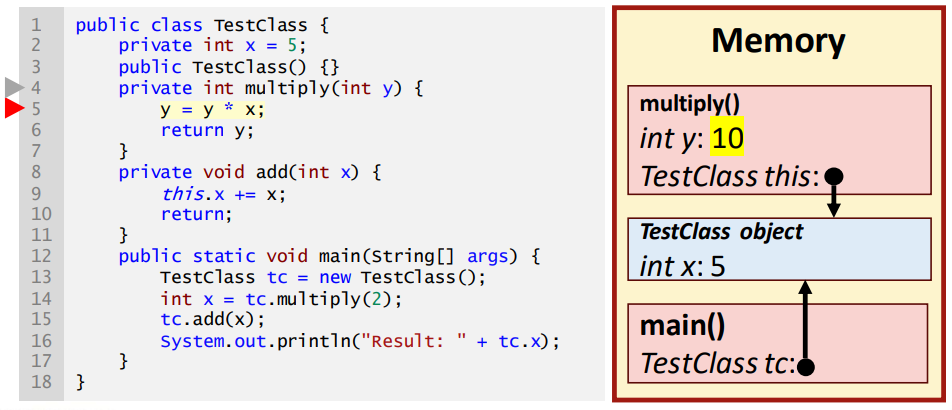 1 public class TestClass {
2 private int x = 5;
3 public TestClass() {}
4 private int multiply(int y) {
5 y = y * x;
6 return y;
7 }
8 private void add(int x) {
9 this.x += x;
10 return;
11 }
12 public static void main(String[] args) {
13 TestClass tc = new TestClass();
14 int x = tc.multiply(2);
15 tc.add(x);
16 System.out.println("Result: " + tc.x);
17 }
18 }
Memory
multiply()
int y: 10
TestClass this:
TestClass object
int x: 5
main()
TestClass tc: